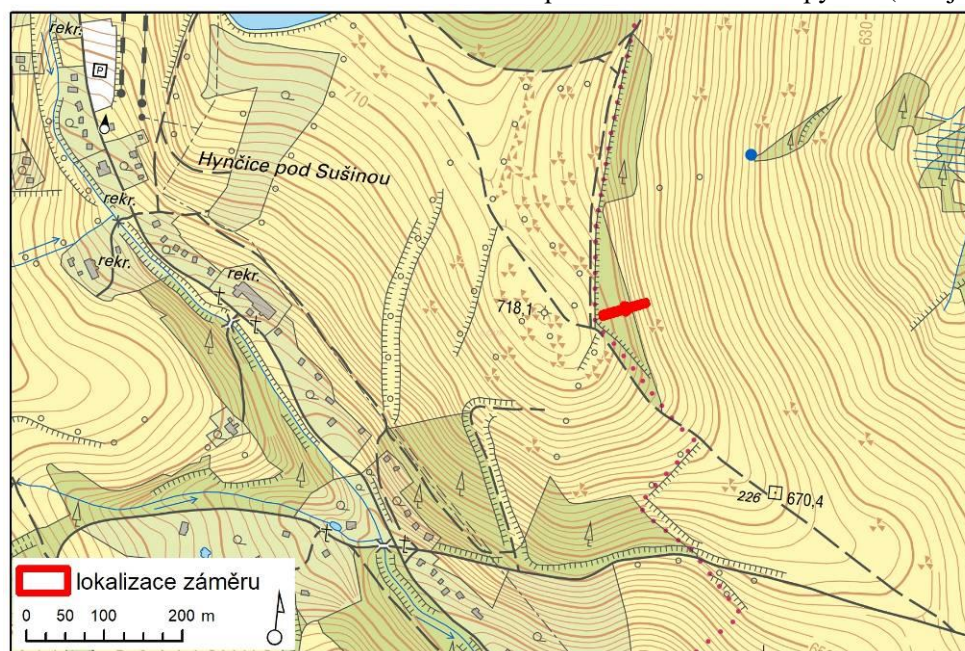 rekr.
rekr.
P
710
630
Hynčice pod Sušinou
rekr.
rekr.
rekr.
718,1
226
670,4
lokalizace záměru
0 50 100 200 m